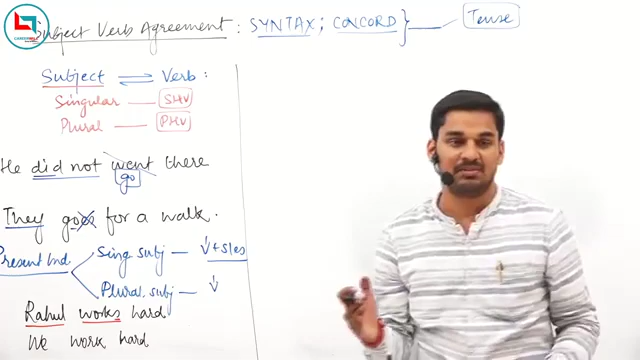 Subject Verb Agreement : SYNTAX ; CONCORD } Tense
Subject ⇌ Verb :
Singular — SHV
Plural — PHV
He did not went there
go
They goes for a walk.
Present Ind Sing subj — V+s/es
Plural subj — V
Rahul works hard
We work hard